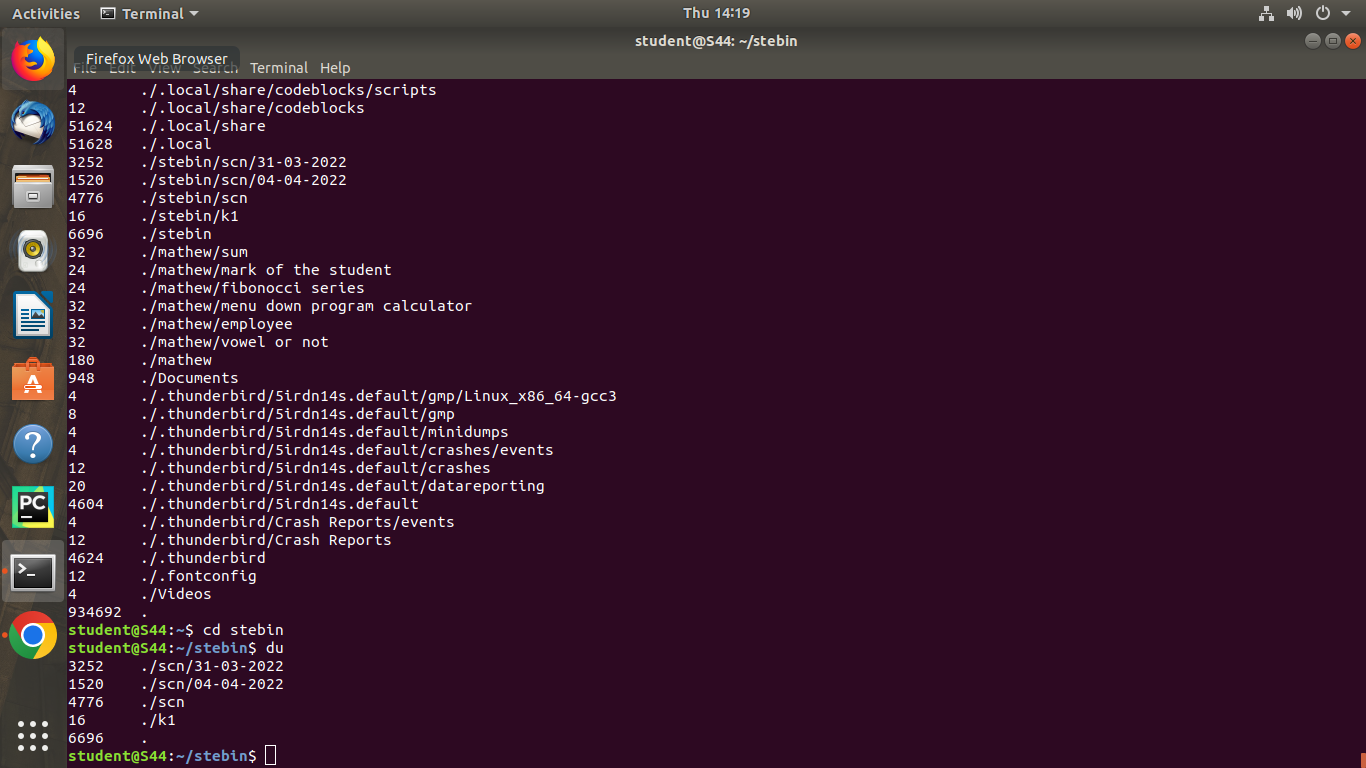 Activities Terminal Thu 14:19
student@S44: ~/stebin
Firefox Web Browser
File Edit View Search Terminal Help
4 ./.local/share/codeblocks/scripts
12 ./.local/share/codeblocks
51624 ./.local/share
51628 ./.local
3252 ./stebin/scn/31-03-2022
1520 ./stebin/scn/04-04-2022
4776 ./stebin/scn
16 ./stebin/k1
6696 ./stebin
32 ./mathew/sum
24 ./mathew/mark of the student
24 ./mathew/fibonocci series
32 ./mathew/menu down program calculator
32 ./mathew/employee
32 ./mathew/vowel or not
180 ./mathew
948 ./Documents
4 ./.thunderbird/5irdn14s.default/gmp/Linux_x86_64-gcc3
8 ./.thunderbird/5irdn14s.default/gmp
4 ./.thunderbird/5irdn14s.default/minidumps
4 ./.thunderbird/5irdn14s.default/crashes/events
12 ./.thunderbird/5irdn14s.default/crashes
20 ./.thunderbird/5irdn14s.default/datareporting
4604 ./.thunderbird/5irdn14s.default
4 ./.thunderbird/Crash Reports/events
12 ./.thunderbird/Crash Reports
4624 ./.thunderbird
12 ./.fontconfig
4 ./Videos
934692 .
student@S44:~$ cd stebin
student@S44:~/stebin$ du
3252 ./scn/31-03-2022
1520 ./scn/04-04-2022
4776 ./scn
16 ./k1
6696 .
student@S44:~/stebin$
A
?
PC
>_